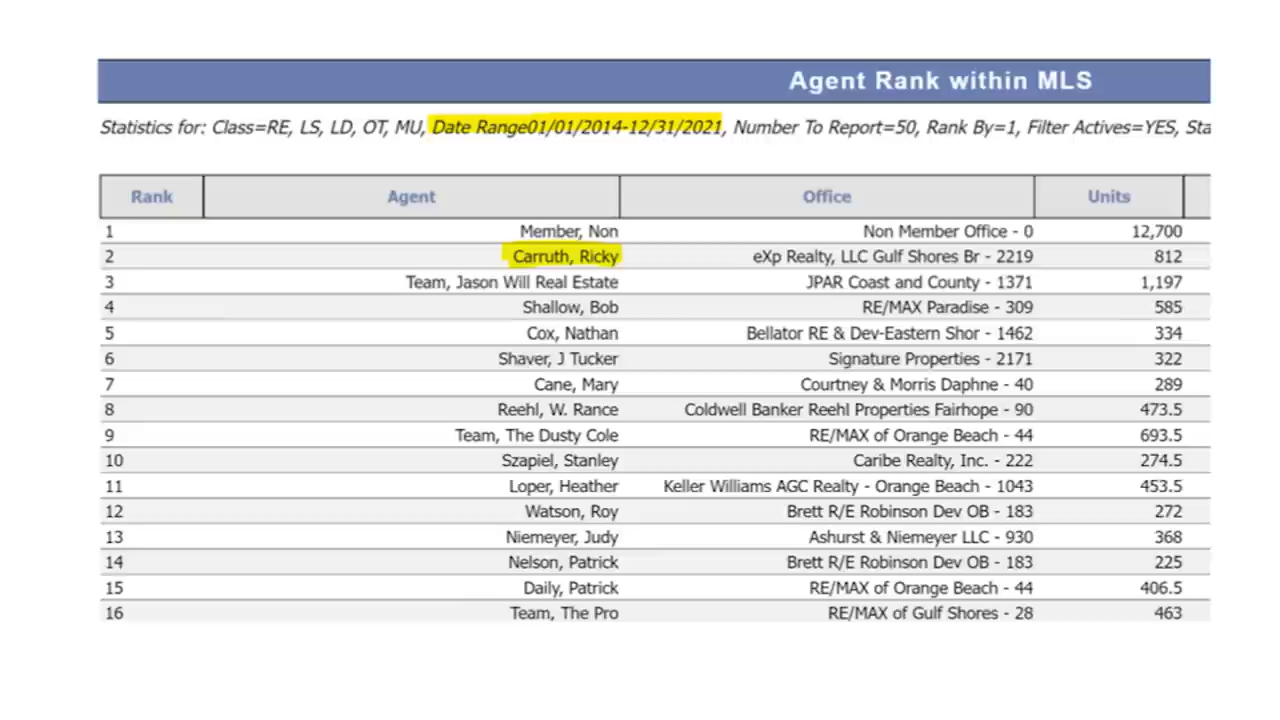 Agent Rank within MLS
Statistics for: Class=RE, LS, LD, OT, MU, Date Range01/01/2014-12/31/2021, Number To Report=50, Rank By=1, Filter Actives=YES, Sta
Rank Agent Office Units
1 Member, Non Non Member Office - 0 12,700
2 Carruth, Ricky eXp Realty, LLC Gulf Shores Br - 2219 812
3 Team, Jason Will Real Estate JPAR Coast and County - 1371 1,197
4 Shallow, Bob RE/MAX Paradise - 309 585
5 Cox, Nathan Bellator RE & Dev-Eastern Shor - 1462 334
6 Shaver, J Tucker Signature Properties - 2171 322
7 Cane, Mary Courtney & Morris Daphne - 40 289
8 Reehl, W. Rance Coldwell Banker Reehl Properties Fairhope - 90 473.5
9 Team, The Dusty Cole RE/MAX of Orange Beach - 44 693.5
10 Szapiel, Stanley Caribe Realty, Inc. - 222 274.5
11 Loper, Heather Keller Williams AGC Realty - Orange Beach - 1043 453.5
12 Watson, Roy Brett R/E Robinson Dev OB - 183 272
13 Niemeyer, Judy Ashurst & Niemeyer LLC - 930 368
14 Nelson, Patrick Brett R/E Robinson Dev OB - 183 225
15 Daily, Patrick RE/MAX of Orange Beach - 44 406.5
16 Team, The Pro RE/MAX of Gulf Shores - 28 463